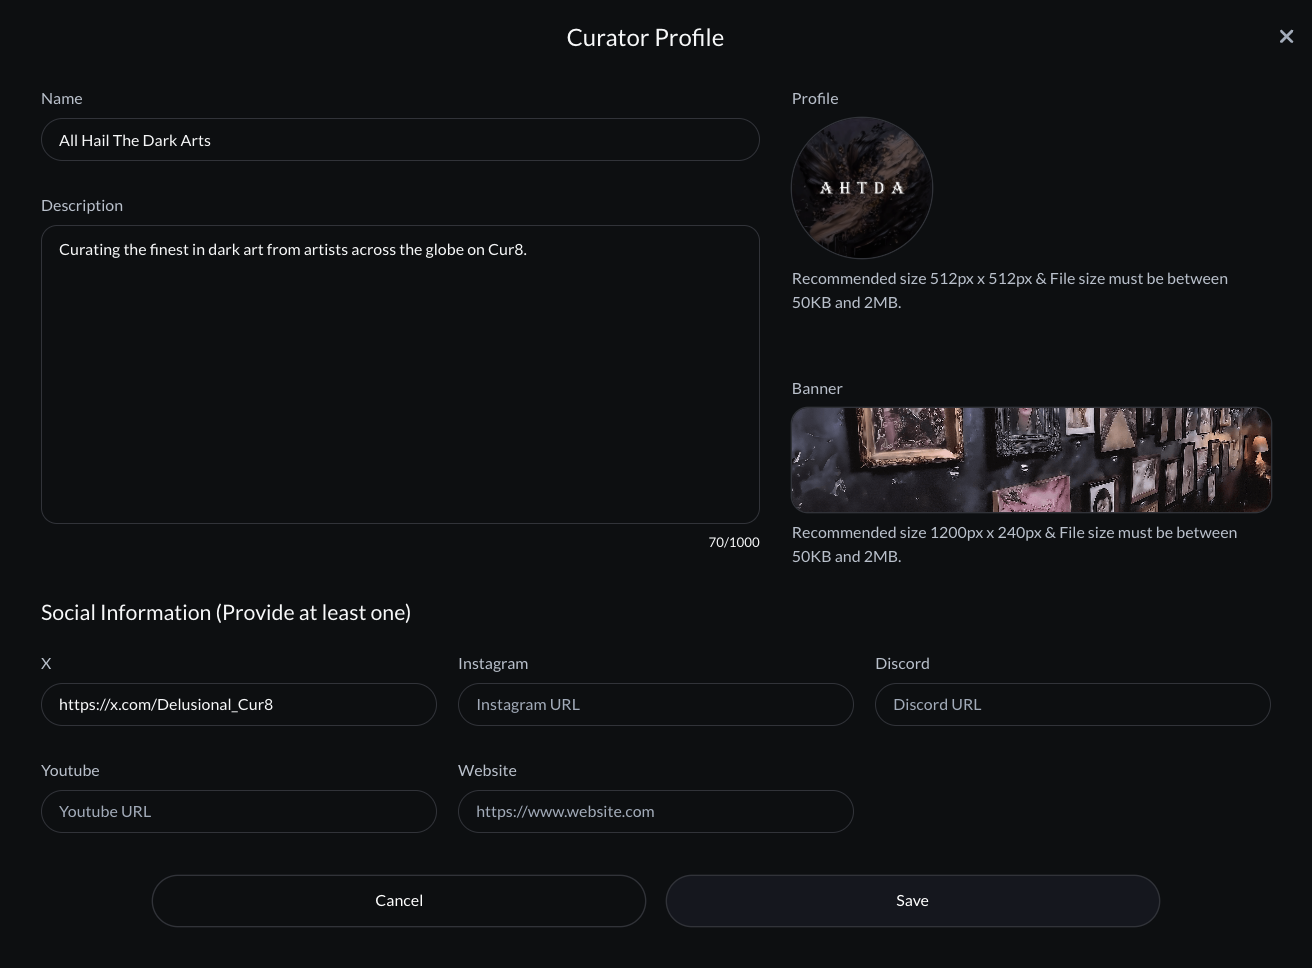 Curator Profile
Name
All Hail The Dark Arts
Description
Curating the finest in dark art from artists across the globe on Cur8.
70/1000
Profile
AHTDA
Recommended size 512px x 512px & File size must be between
50KB and 2MB.
Banner
Recommended size 1200px x 240px & File size must be between
50KB and 2MB.
Social Information (Provide at least one)
X
https://x.com/Delusional_Cur8
Instagram
Instagram URL
Discord
Discord URL
Youtube
Youtube URL
Website
https://www.website.com
Cancel
Save